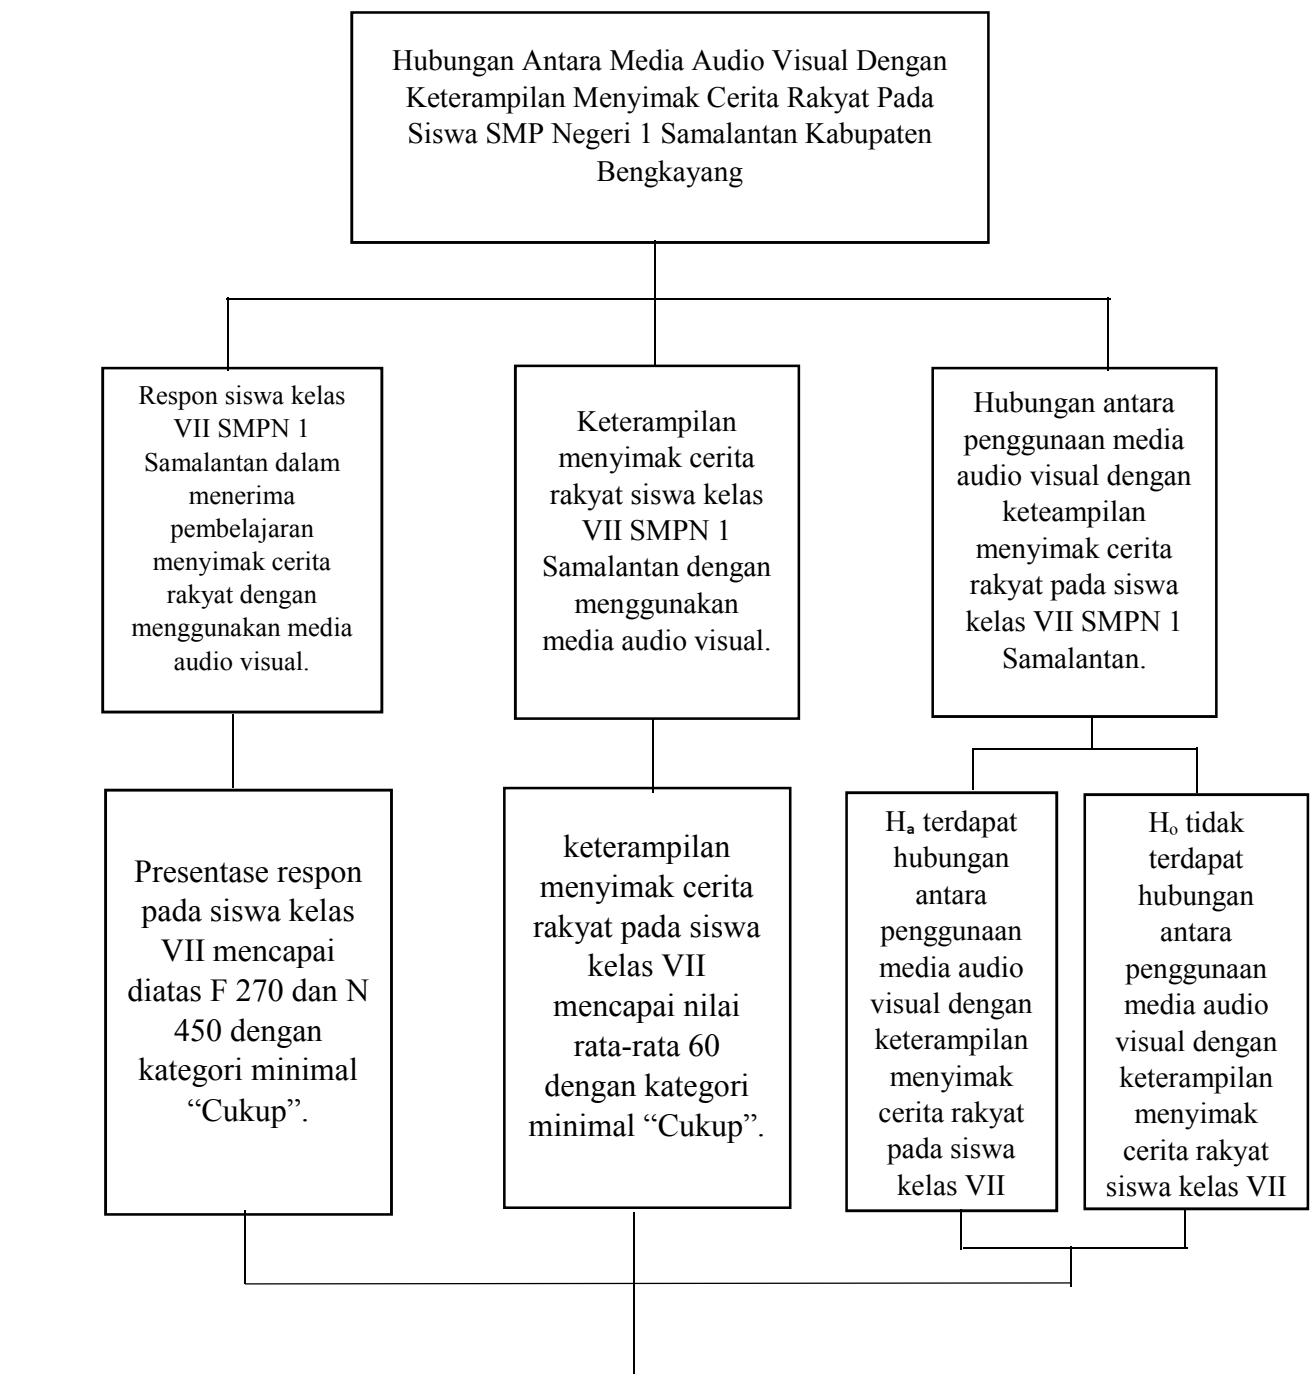 Hubungan Antara Media Audio Visual Dengan
Keterampilan Menyimak Cerita Rakyat Pada
Siswa SMP Negeri 1 Samalantan Kabupaten
Bengkayang
Respon siswa kelas
VII SMPN 1
Samalantan dalam
menerima
pembelajaran
menyimak cerita
rakyat dengan
menggunakan media
audio visual.
Keterampilan
menyimak cerita
rakyat siswa kelas
VII SMPN 1
Samalantan dengan
menggunakan
media audio visual.
Hubungan antara
penggunaan media
audio visual dengan
keteampilan
menyimak cerita
rakyat pada siswa
kelas VII SMPN 1
Samalantan.
Presentase respon
pada siswa kelas
VII mencapai
diatas F 270 dan N
450 dengan
kategori minimal
“Cukup”.
keterampilan
menyimak cerita
rakyat pada siswa
kelas VII
mencapai nilai
rata-rata 60
dengan kategori
minimal “Cukup”.
Hₐ terdapat
hubungan
antara
penggunaan
media audio
visual dengan
keterampilan
menyimak
cerita rakyat
pada siswa
kelas VII
Hₒ tidak
terdapat
hubungan
antara
penggunaan
media audio
visual dengan
keterampilan
menyimak
cerita rakyat
siswa kelas VII